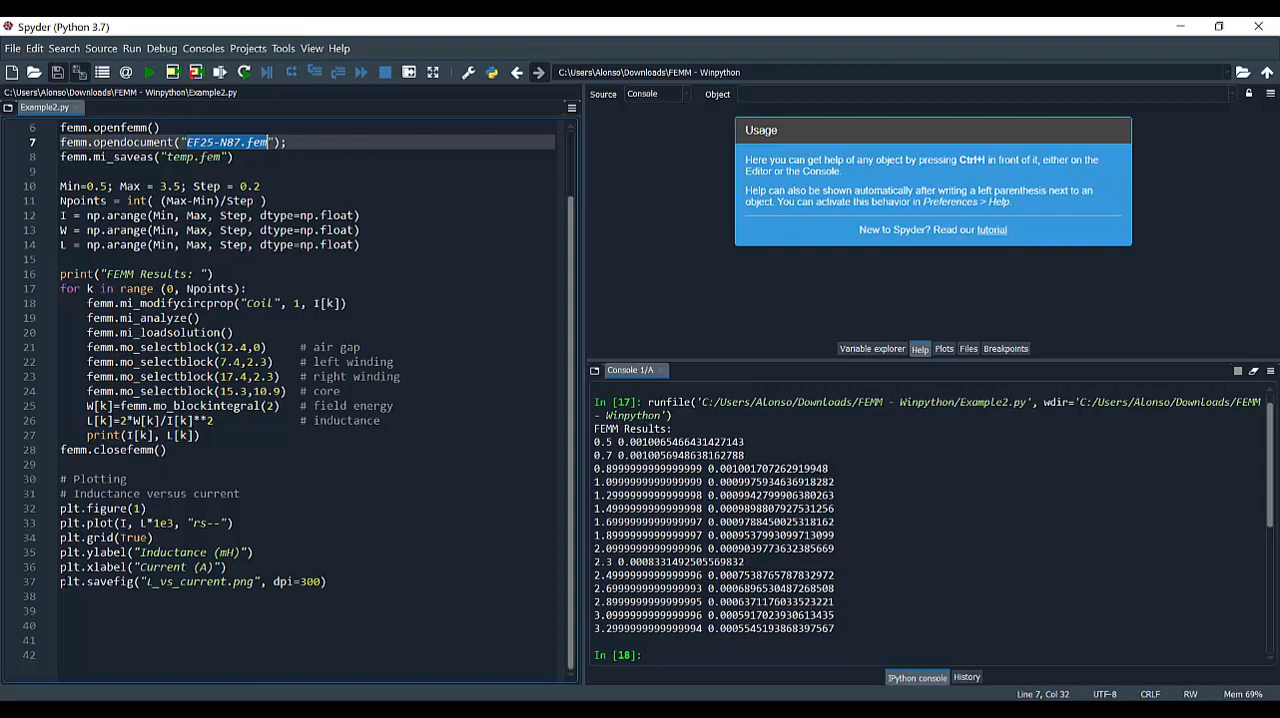 Spyder (Python 3.7)
File Edit Search Source Run Debug Consoles Projects Tools View Help
C:\Users\Alonso\Downloads\FEMM - Winpython
C:\Users\Alonso\Downloads\FEMM - Winpython\Example2.py
Example2.py
6 femm.openfemm()
7 femm.opendocument("EF25-N87.fem");
8 femm.mi_saveas("temp.fem")
9
10 Min=0.5; Max = 3.5; Step = 0.2
11 Npoints = int( (Max-Min)/Step )
12 I = np.arange(Min, Max, Step, dtype=np.float)
13 W = np.arange(Min, Max, Step, dtype=np.float)
14 L = np.arange(Min, Max, Step, dtype=np.float)
15
16 print("FEMM Results: ")
17 for k in range (0, Npoints):
18 femm.mi_modifycircprop("Coil", 1, I[k])
19 femm.mi_analyze()
20 femm.mi_loadsolution()
21 femm.mo_selectblock(12.4,0) # air gap
22 femm.mo_selectblock(7.4,2.3) # left winding
23 femm.mo_selectblock(17.4,2.3) # right winding
24 femm.mo_selectblock(15.3,10.9) # core
25 W[k]=femm.mo_blockintegral(2) # field energy
26 L[k]=2*W[k]/I[k]**2 # inductance
27 print(I[k], L[k])
28 femm.closefemm()
29
30 # Plotting
31 # Inductance versus current
32 plt.figure(1)
33 plt.plot(I, L*1e3, "rs--")
34 plt.grid(True)
35 plt.ylabel("Inductance (mH)")
36 plt.xlabel("Current (A)")
37 plt.savefig("L_vs_current.png", dpi=300)
38
39
40
41
42
Source Console Object
Usage
Here you can get help of any object by pressing Ctrl+I in front of it, either on the
Editor or the Console.
Help can also be shown automatically after writing a left parenthesis next to an
object. You can activate this behavior in Preferences > Help.
New to Spyder? Read our tutorial
Variable explorer Help Plots Files Breakpoints
Console 1/A
In [17]: runfile('C:/Users/Alonso/Downloads/FEMM - Winpython/Example2.py', wdir='C:/Users/Alonso/Downloads/FEMM
- Winpython')
FEMM Results:
0.5 0.0010065466431427143
0.7 0.0010056948638162788
0.8999999999999999 0.001001707262919948
1.0999999999999999 0.0009975934636918282
1.2999999999999998 0.0009942799906380263
1.4999999999999998 0.0009898807927531256
1.6999999999999997 0.0009788450025318162
1.8999999999999997 0.0009537993099713099
2.0999999999999996 0.0009039773632385669
2.3 0.0008331492505569832
2.4999999999999996 0.0007538765787832972
2.6999999999999993 0.0006896530487268508
2.8999999999999995 0.0006371176033523221
3.0999999999999996 0.0005917023930613435
3.2999999999999994 0.0005545193868397567
In [18]:
IPython console History
Line 7, Col 32 UTF-8 CRLF RW Mem 69%